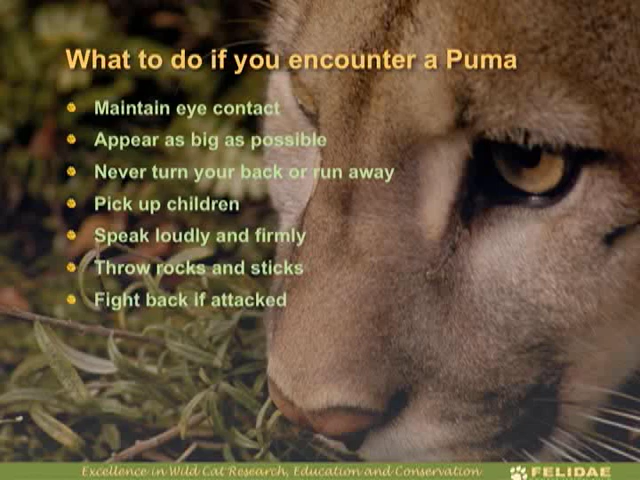 What to do if you encounter a Puma
Maintain eye contact
Appear as big as possible
Never turn your back or run away
Pick up children
Speak loudly and firmly
Throw rocks and sticks
Fight back if attacked
Excellence in Wild Cat Research, Education and Conservation FELIDAE